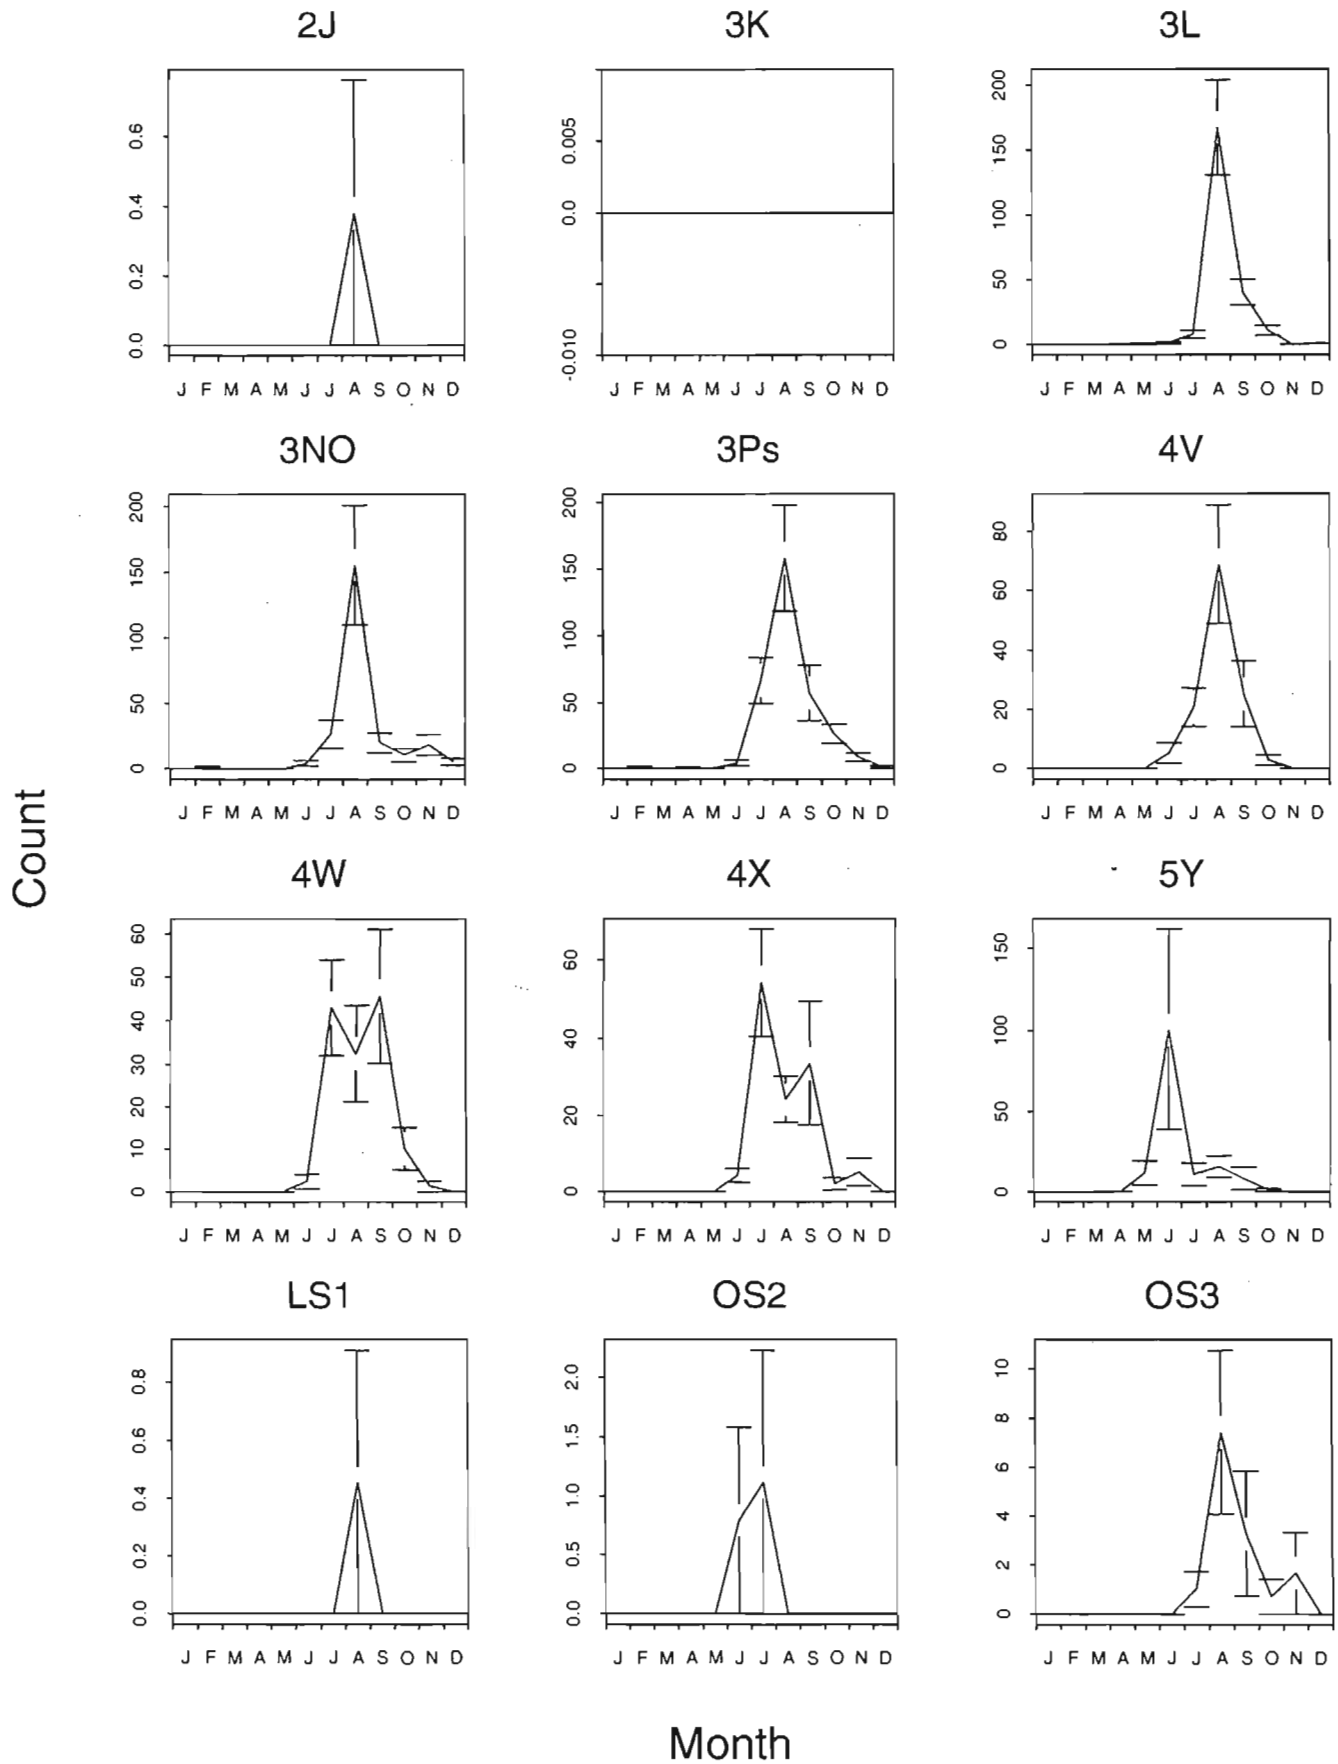 2J 3K 3L
0.0 0.2 0.4 0.6
-0.010 0.0 0.005
0 50 100 150 200
J F M A M J J A S O N D
J F M A M J J A S O N D
J F M A M J J A S O N D
3NO 3Ps 4V
0 50 100 150 200
0 50 100 150 200
0 20 40 60 80
J F M A M J J A S O N D
J F M A M J J A S O N D
J F M A M J J A S O N D
Count
4W 4X 5Y
0 10 20 30 40 50 60
0 20 40 60
0 50 100 150
J F M A M J J A S O N D
J F M A M J J A S O N D
J F M A M J J A S O N D
LS1 OS2 OS3
0.0 0.2 0.4 0.6 0.8
0.0 0.5 1.0 1.5 2.0
0 2 4 6 8 10
J F M A M J J A S O N D
J F M A M J J A S O N D
J F M A M J J A S O N D
Month